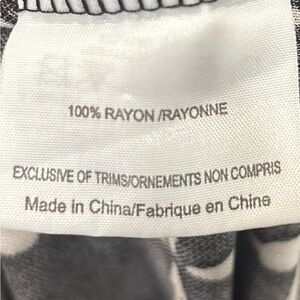 100% RAYON/RAYONNE
EXCLUSIVE OF TRIMS/ORNEMENTS NON COMPRIS
Made in China/Fabrique en Chine